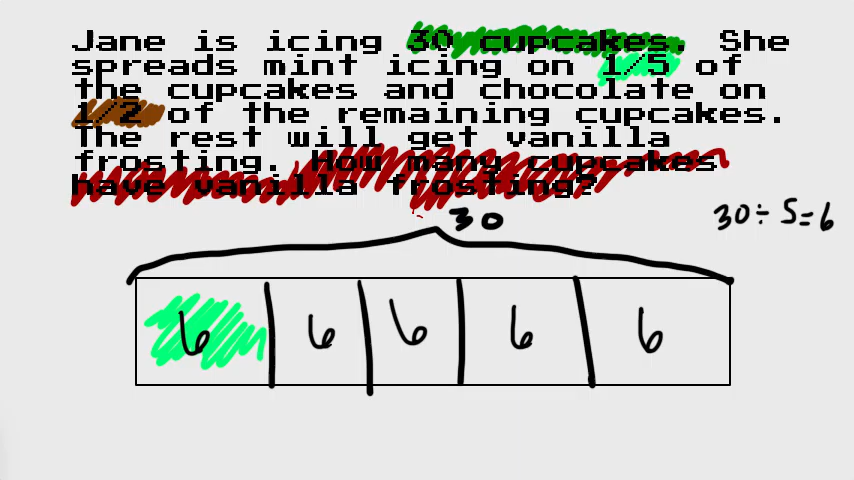 Jane is icing 30 cupcakes. She
spreads mint icing on 1/5 of
the cupcakes and chocolate on
1/2 of the remaining cupcakes.
The rest will get vanilla
frosting. How many cupcakes
have vanilla frosting?
30
30÷5=6
6 6 6 6 6